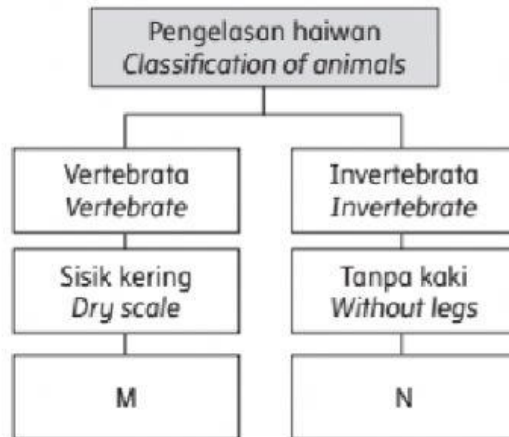 Pengelasan haiwan
Classification of animals
Vertebrata
Vertebrate
Invertebrata
Invertebrate
Sisik kering
Dry scale
Tanpa kaki
Without legs
M
N